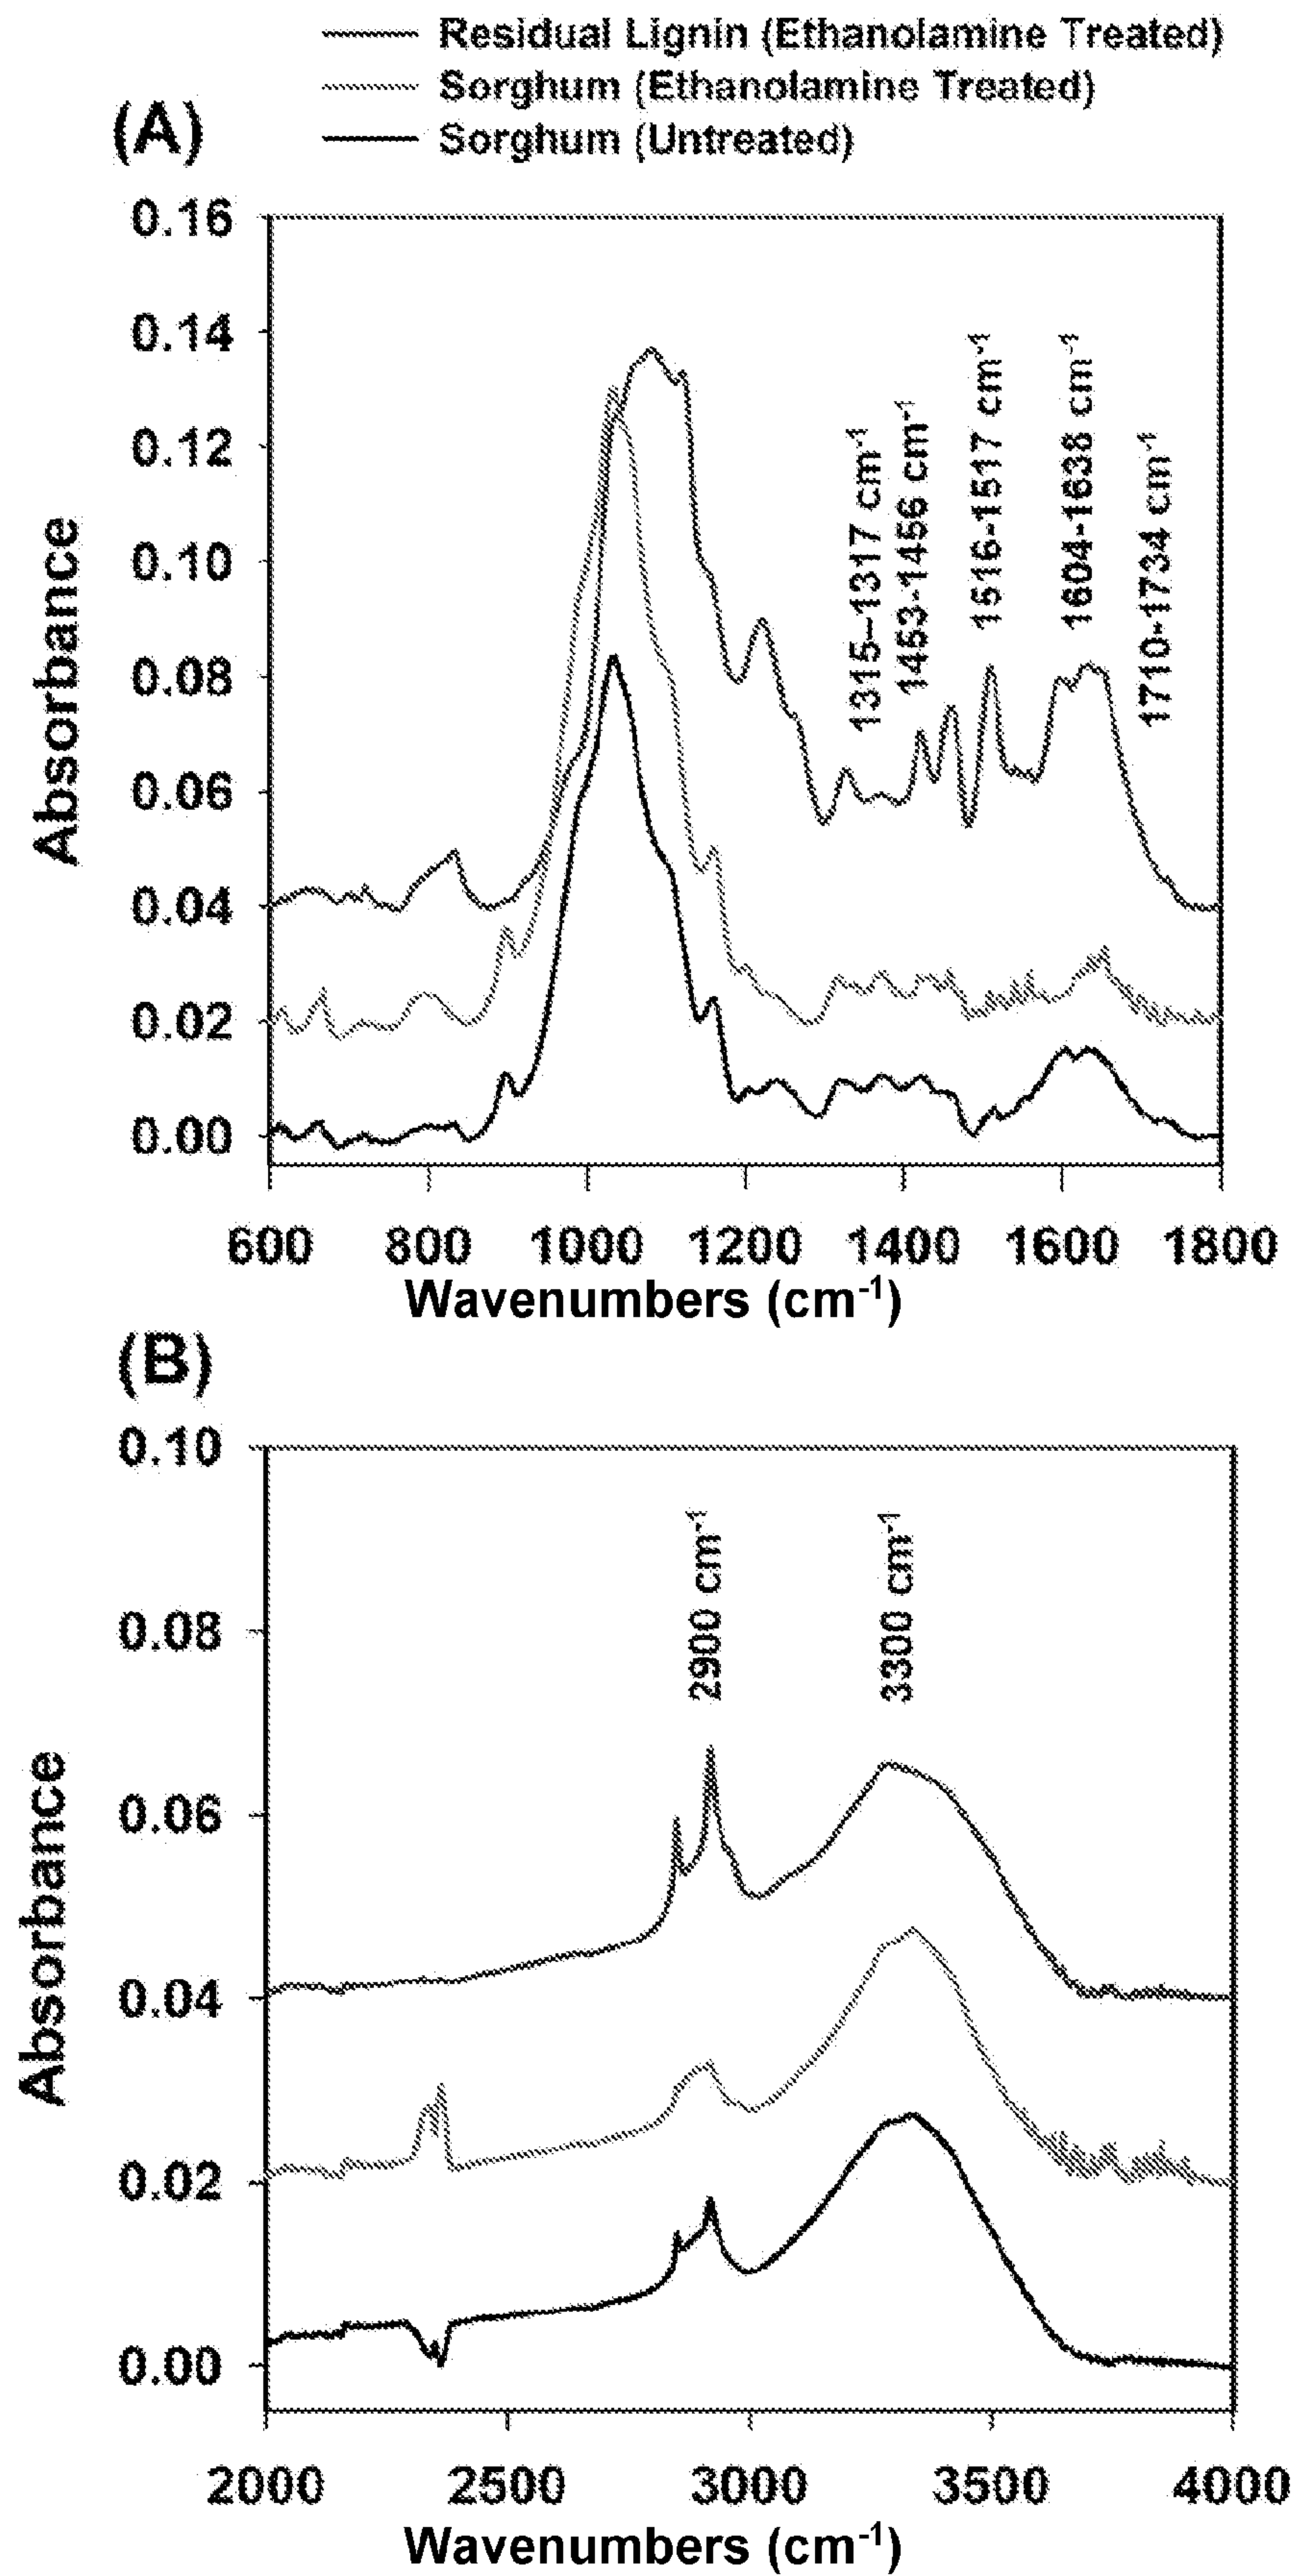 Residual Lignin (Ethanolamine Treated)
Sorghum (Ethanolamine Treated)
Sorghum (Untreated)
(A)
0.16
0.14
0.12
0.10
0.08
0.06
0.04
0.02
0.00
Absorbance
1315–1317 cm-1
1453-1456 cm-1
1516-1517 cm-1
1604-1638 cm-1
1710-1734 cm-1
600 800 1000 1200 1400 1600 1800
Wavenumbers (cm-1)
(B)
0.10
0.08
0.06
0.04
0.02
0.00
Absorbance
2900 cm-1
3300 cm-1
2000 2500 3000 3500 4000
Wavenumbers (cm-1)